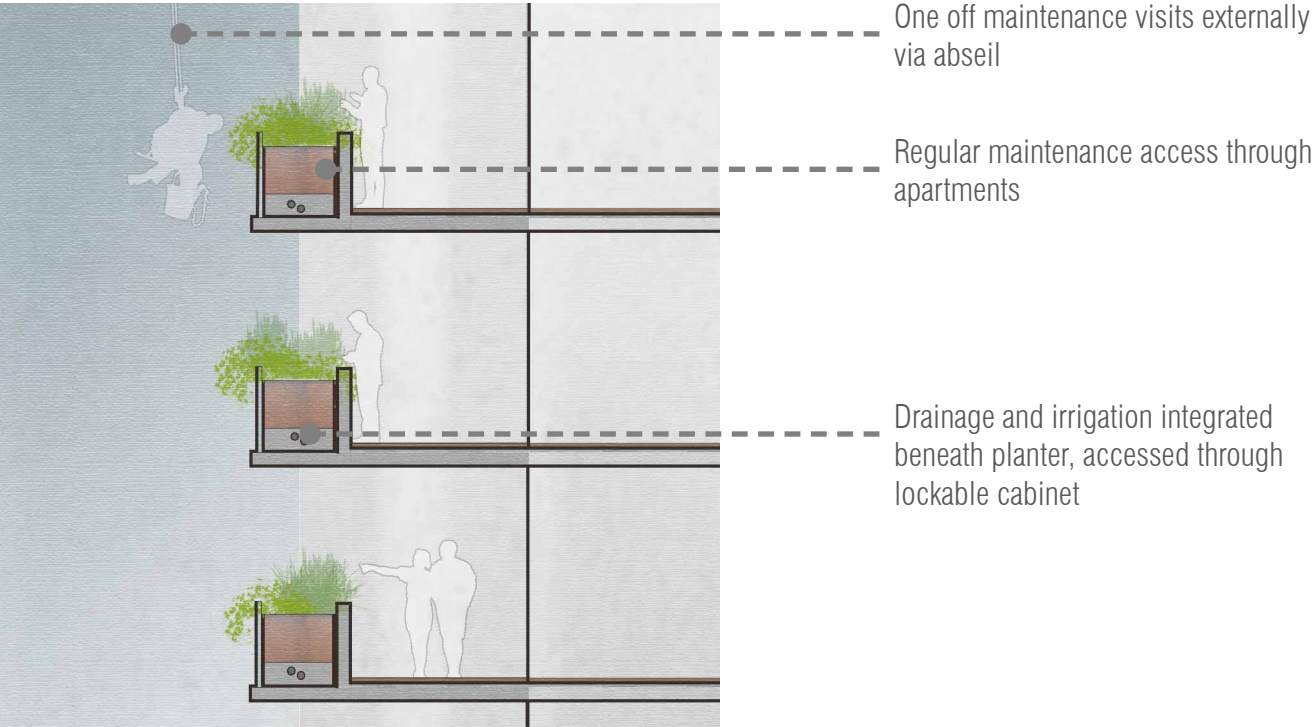 One off maintenance visits externally
via abseil
Regular maintenance access through
apartments
Drainage and irrigation integrated
beneath planter, accessed through
lockable cabinet